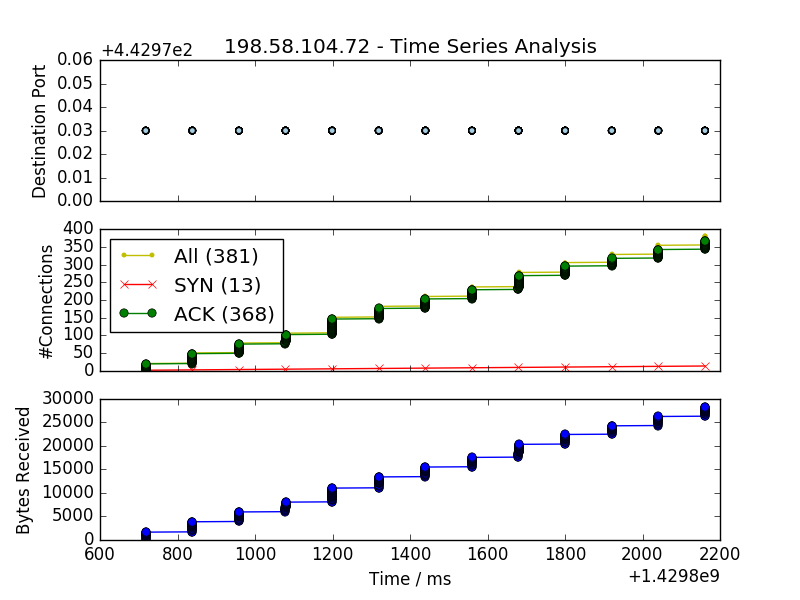 +4.4297e2
198.58.104.72 - Time Series Analysis
Destination Port
0.06
0.05
0.04
0.03
0.02
0.01
0.00
#Connections
400
350
300
250
200
150
100
50
0
All (381)
SYN (13)
ACK (368)
Bytes Received
30000
25000
20000
15000
10000
5000
0
600 800 1000 1200 1400 1600 1800 2000 2200
Time / ms
+1.4298e9